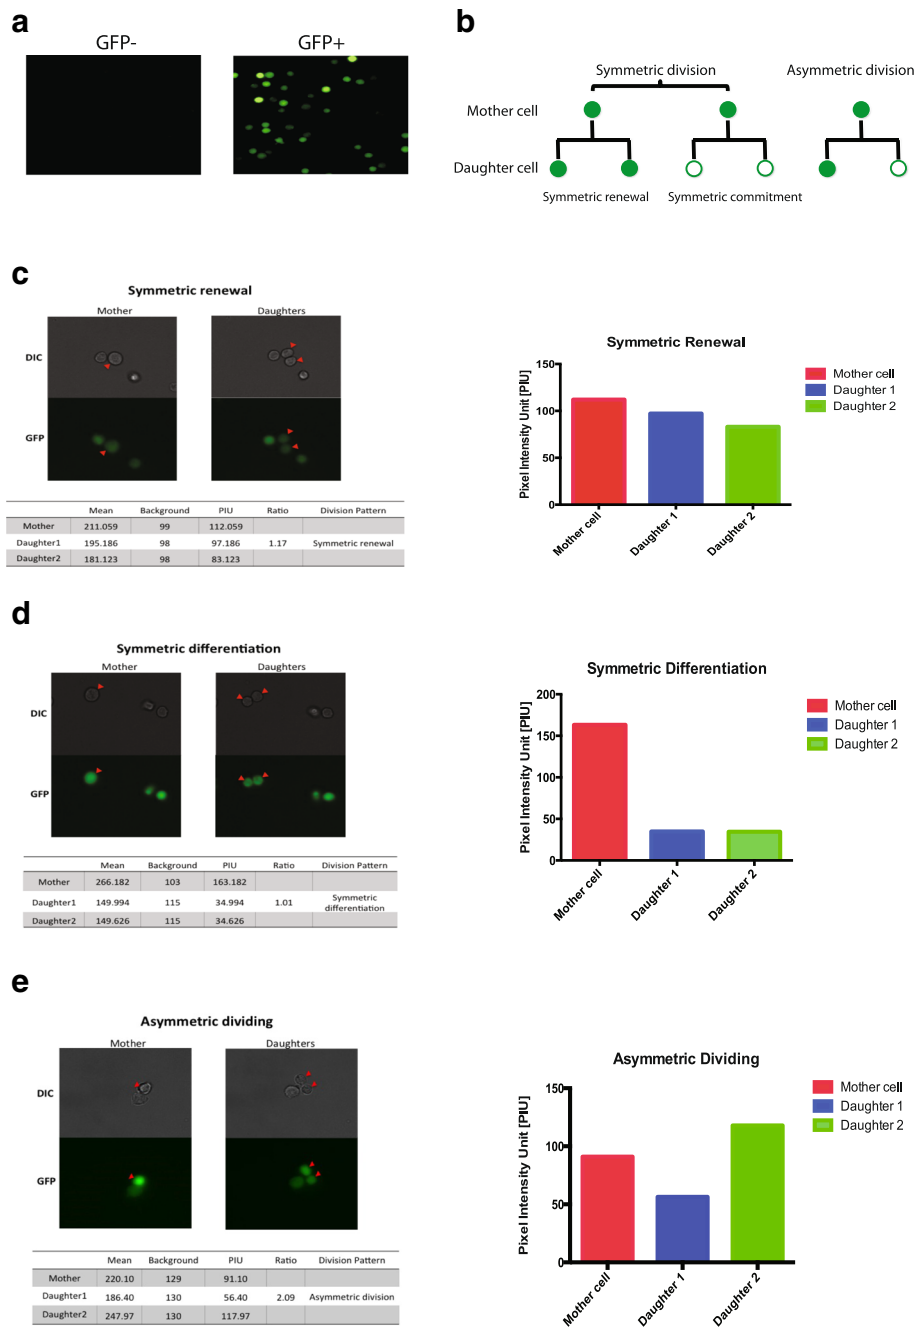 a
GFP-
GFP+
b
Symmetric division
Asymmetric division
Mother cell
Daughter cell
Symmetric renewal
Symmetric commitment
c
Symmetric renewal
Mother
Daughters
DIC
GFP
Mean Background PIU Ratio Division Pattern
Mother 211.059 99 112.059
Daughter1 195.186 98 97.186 1.17 Symmetric renewal
Daughter2 181.123 98 83.123
Symmetric Renewal
Pixel Intensity Unit [PIU]
150
100
50
0
Mother cell
Daughter 1
Daughter 2
Mother cell
Daughter 1
Daughter 2
d
Symmetric differentiation
Mother
Daughters
DIC
GFP
Mean Background PIU Ratio Division Pattern
Mother 266.182 103 163.182
Daughter1 149.994 115 34.994 1.01 Symmetric
differentiation
Daughter2 149.626 115 34.626
Symmetric Differentiation
Pixel Intensity Unit [PIU]
200
150
100
50
0
Mother cell
Daughter 1
Daughter 2
Mother cell
Daughter 1
Daughter 2
e
Asymmetric dividing
Mother
Daughters
DIC
GFP
Mean Background PIU Ratio Division Pattern
Mother 220.10 129 91.10
Daughter1 186.40 130 56.40 2.09 Asymmetric division
Daughter2 247.97 130 117.97
Asymmetric Dividing
Pixel Intensity Unit [PIU]
150
100
50
0
Mother cell
Daughter 1
Daughter 2
Mother cell
Daughter 1
Daughter 2